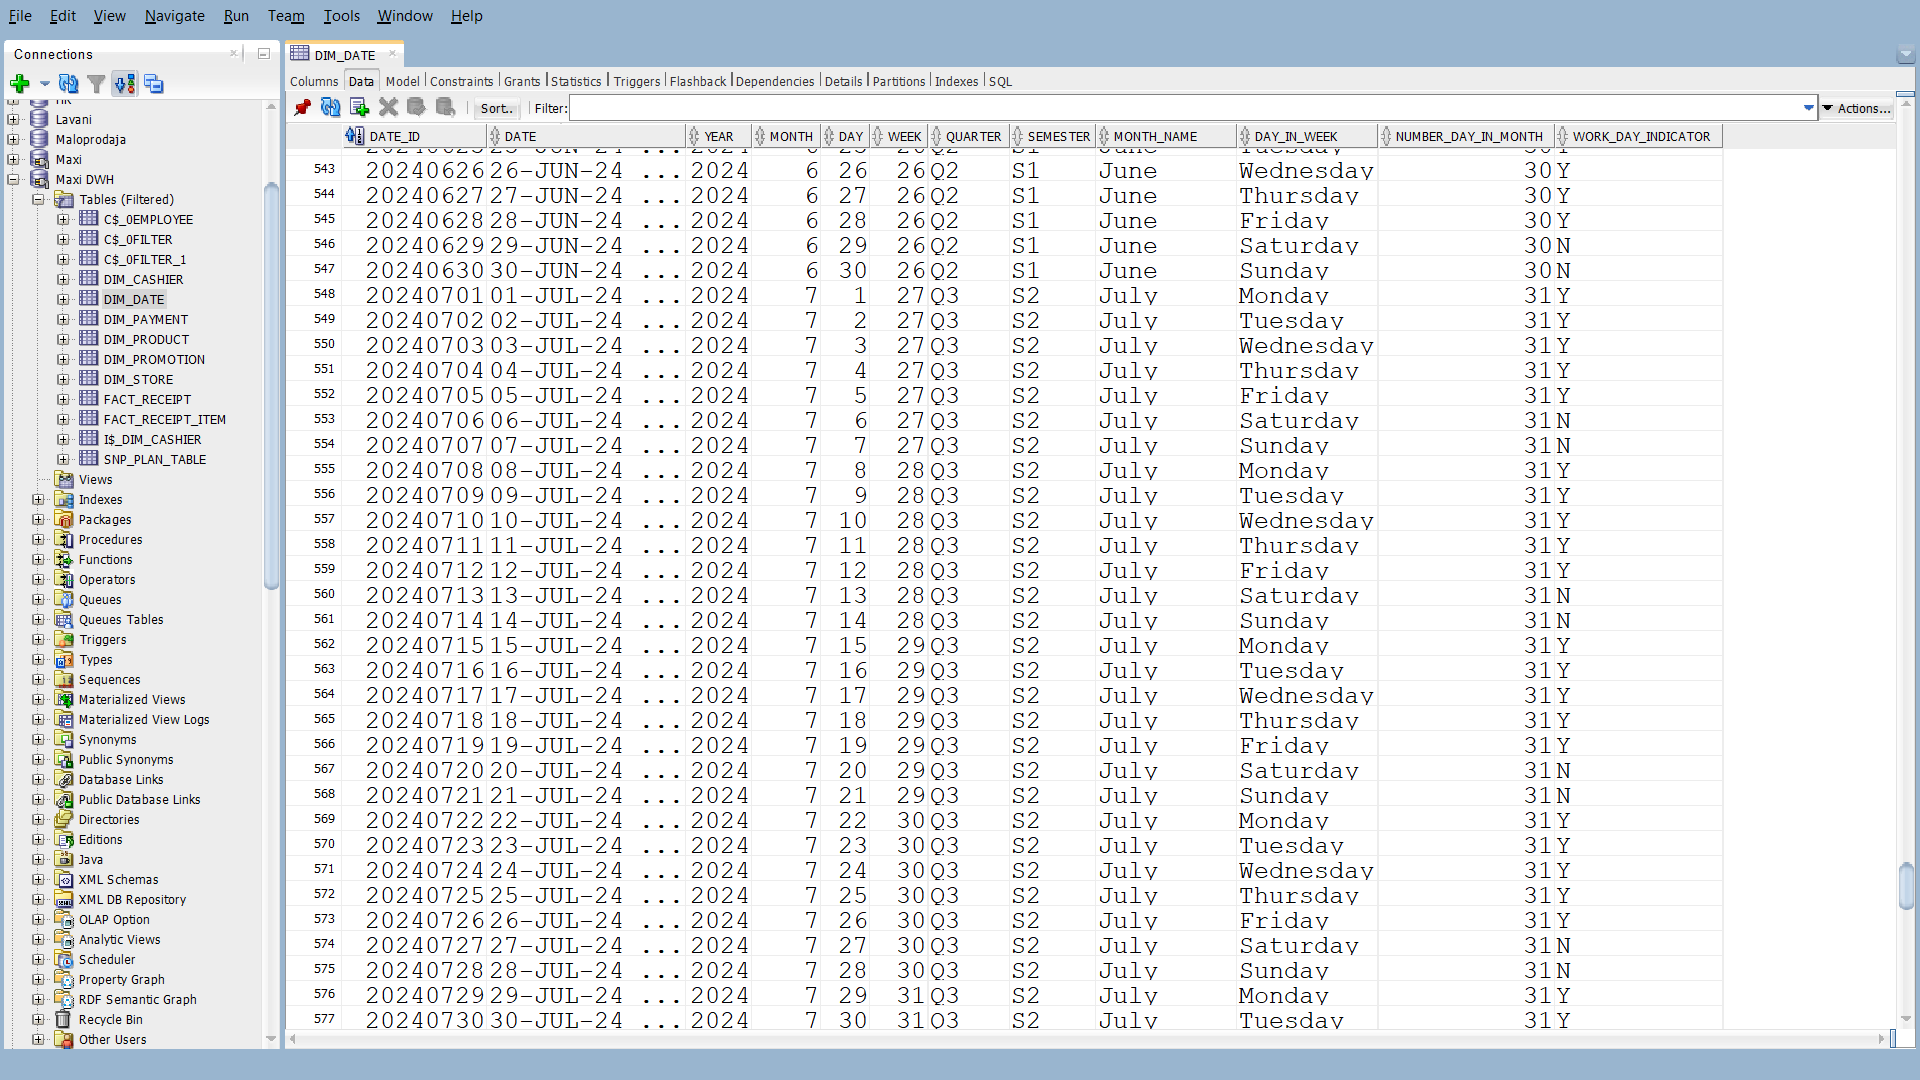 File Edit View Navigate Run Team Tools Window Help
Connections
HR
Lavani
Maloprodaja
Maxi
Maxi DWH
Tables (Filtered)
C$_0EMPLOYEE
C$_0FILTER
C$_0FILTER_1
DIM_CASHIER
DIM_DATE
DIM_PAYMENT
DIM_PRODUCT
DIM_PROMOTION
DIM_STORE
FACT_RECEIPT
FACT_RECEIPT_ITEM
I$_DIM_CASHIER
SNP_PLAN_TABLE
Views
Indexes
Packages
Procedures
Functions
Operators
Queues
Queues Tables
Triggers
Types
Sequences
Materialized Views
Materialized View Logs
Synonyms
Public Synonyms
Database Links
Public Database Links
Directories
Editions
Java
XML Schemas
XML DB Repository
OLAP Option
Analytic Views
Scheduler
Property Graph
RDF Semantic Graph
Recycle Bin
Other Users
DIM_DATE
Columns Data Model Constraints Grants Statistics Triggers Flashback Dependencies Details Partitions Indexes SQL
Sort.. Filter: Actions...
DATE_ID DATE YEAR MONTH DAY WEEK QUARTER SEMESTER MONTH_NAME DAY_IN_WEEK NUMBER_DAY_IN_MONTH WORK_DAY_INDICATOR
20240625 25-JUN-24 ... 2024 6 25 26 Q2 S1 June Tuesday 30 Y
543 20240626 26-JUN-24 ... 2024 6 26 26 Q2 S1 June Wednesday 30 Y
544 20240627 27-JUN-24 ... 2024 6 27 26 Q2 S1 June Thursday 30 Y
545 20240628 28-JUN-24 ... 2024 6 28 26 Q2 S1 June Friday 30 Y
546 20240629 29-JUN-24 ... 2024 6 29 26 Q2 S1 June Saturday 30 N
547 20240630 30-JUN-24 ... 2024 6 30 26 Q2 S1 June Sunday 30 N
548 20240701 01-JUL-24 ... 2024 7 1 27 Q3 S2 July Monday 31 Y
549 20240702 02-JUL-24 ... 2024 7 2 27 Q3 S2 July Tuesday 31 Y
550 20240703 03-JUL-24 ... 2024 7 3 27 Q3 S2 July Wednesday 31 Y
551 20240704 04-JUL-24 ... 2024 7 4 27 Q3 S2 July Thursday 31 Y
552 20240705 05-JUL-24 ... 2024 7 5 27 Q3 S2 July Friday 31 Y
553 20240706 06-JUL-24 ... 2024 7 6 27 Q3 S2 July Saturday 31 N
554 20240707 07-JUL-24 ... 2024 7 7 27 Q3 S2 July Sunday 31 N
555 20240708 08-JUL-24 ... 2024 7 8 28 Q3 S2 July Monday 31 Y
556 20240709 09-JUL-24 ... 2024 7 9 28 Q3 S2 July Tuesday 31 Y
557 20240710 10-JUL-24 ... 2024 7 10 28 Q3 S2 July Wednesday 31 Y
558 20240711 11-JUL-24 ... 2024 7 11 28 Q3 S2 July Thursday 31 Y
559 20240712 12-JUL-24 ... 2024 7 12 28 Q3 S2 July Friday 31 Y
560 20240713 13-JUL-24 ... 2024 7 13 28 Q3 S2 July Saturday 31 N
561 20240714 14-JUL-24 ... 2024 7 14 28 Q3 S2 July Sunday 31 N
562 20240715 15-JUL-24 ... 2024 7 15 29 Q3 S2 July Monday 31 Y
563 20240716 16-JUL-24 ... 2024 7 16 29 Q3 S2 July Tuesday 31 Y
564 20240717 17-JUL-24 ... 2024 7 17 29 Q3 S2 July Wednesday 31 Y
565 20240718 18-JUL-24 ... 2024 7 18 29 Q3 S2 July Thursday 31 Y
566 20240719 19-JUL-24 ... 2024 7 19 29 Q3 S2 July Friday 31 Y
567 20240720 20-JUL-24 ... 2024 7 20 29 Q3 S2 July Saturday 31 N
568 20240721 21-JUL-24 ... 2024 7 21 29 Q3 S2 July Sunday 31 N
569 20240722 22-JUL-24 ... 2024 7 22 30 Q3 S2 July Monday 31 Y
570 20240723 23-JUL-24 ... 2024 7 23 30 Q3 S2 July Tuesday 31 Y
571 20240724 24-JUL-24 ... 2024 7 24 30 Q3 S2 July Wednesday 31 Y
572 20240725 25-JUL-24 ... 2024 7 25 30 Q3 S2 July Thursday 31 Y
573 20240726 26-JUL-24 ... 2024 7 26 30 Q3 S2 July Friday 31 Y
574 20240727 27-JUL-24 ... 2024 7 27 30 Q3 S2 July Saturday 31 N
575 20240728 28-JUL-24 ... 2024 7 28 30 Q3 S2 July Sunday 31 N
576 20240729 29-JUL-24 ... 2024 7 29 31 Q3 S2 July Monday 31 Y
577 20240730 30-JUL-24 ... 2024 7 30 31 Q3 S2 July Tuesday 31 Y